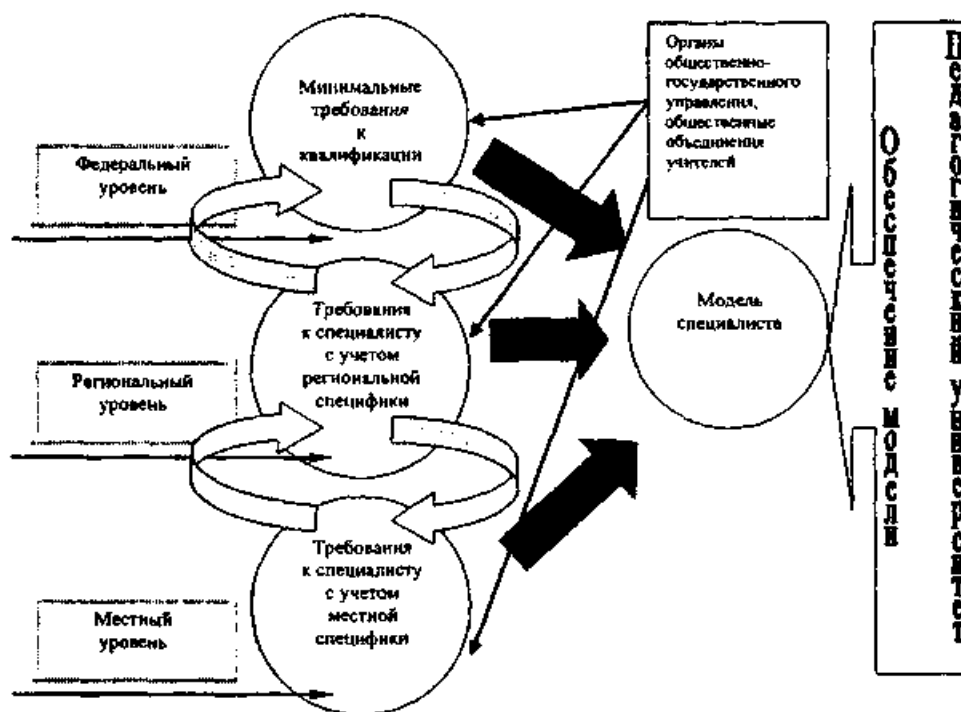 Минимальные
требования
к
квалификации
Федеральный
уровень
Органы
общественно-
государственного
управления,
общественные
объединения
учителей
Требования
к специалисту
с учетом
региональной
специфики
Региональный
уровень
Модель
специалиста
Требования
к специалисту
с учетом
местной
специфики
Местный
уровень
Обеспечение модели
Педагогический университет